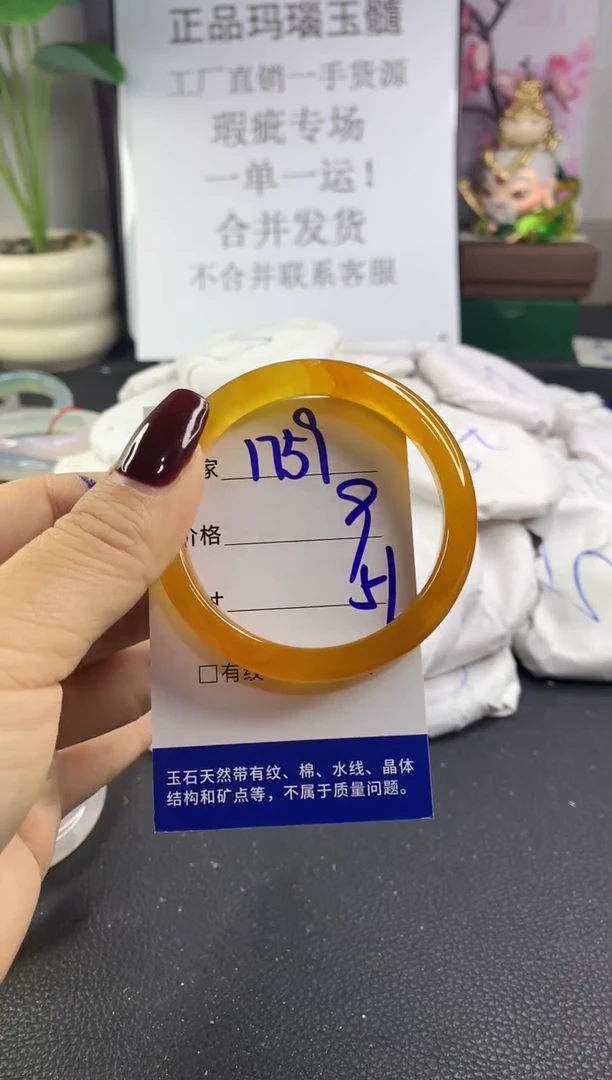 正品玛瑙玉髓
工厂直销一手货源
瑕疵专场
一单一运!
合并发货
不合并联系客服
家 1759
价格 9
寸 51
□有纹
玉石天然带有纹、棉、水线、晶体
结构和矿点等，不属于质量问题。